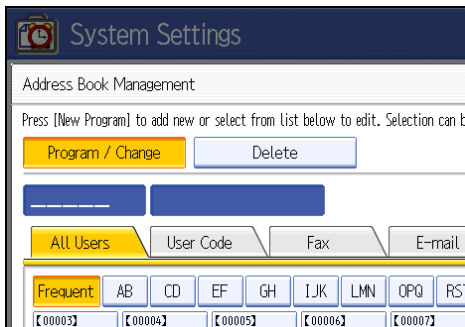 System Settings
Address Book Management
Press [New Program] to add new or select from list below to edit. Selection can b
Program / Change Delete
_____
All Users User Code Fax E-mail
Frequent AB CD EF GH IJK LMN OPQ RST
【00003】 【00004】 【00005】 【00006】 【00007】